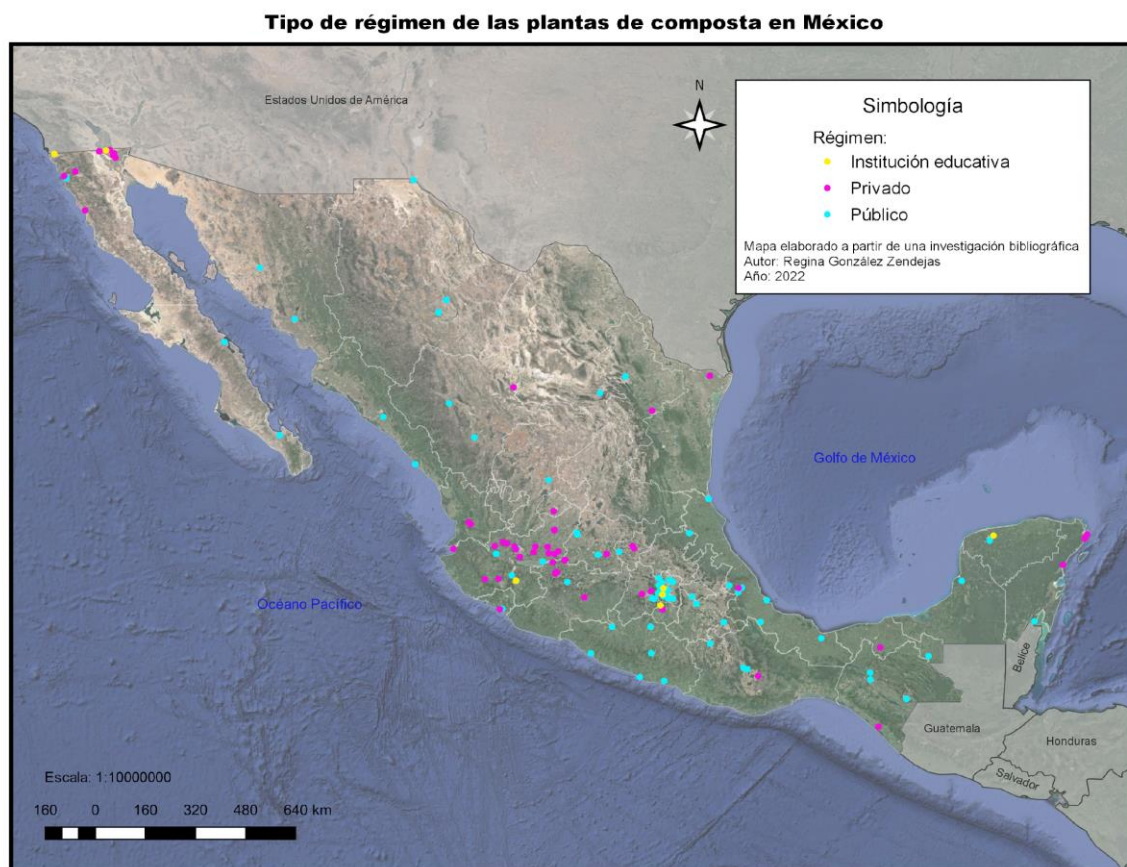 Tipo de régimen de las plantas de composta en México
Estados Unidos de América
N
Simbología
Régimen:
Institución educativa
Privado
Público
Mapa elaborado a partir de una investigación bibliográfica
Autor: Regina González Zendejas
Año: 2022
Golfo de México
Océano Pacífico
Belice
Guatemala
Honduras
Salvador
Escala: 1:10000000
160 0 160 320 480 640 km